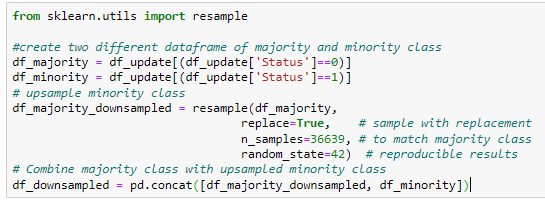 from sklearn.utils import resample
#create two different dataframe of majority and minority class
df_majority = df_update[(df_update['Status']==0)]
df_minority = df_update[(df_update['Status']==1)]
# upsample minority class
df_majority_downsampled = resample(df_majority,
replace=True, # sample with replacement
n_samples=36639, # to match majority class
random_state=42) # reproducible results
# Combine majority class with upsampled minority class
df_downsampled = pd.concat([df_majority_downsampled, df_minority])